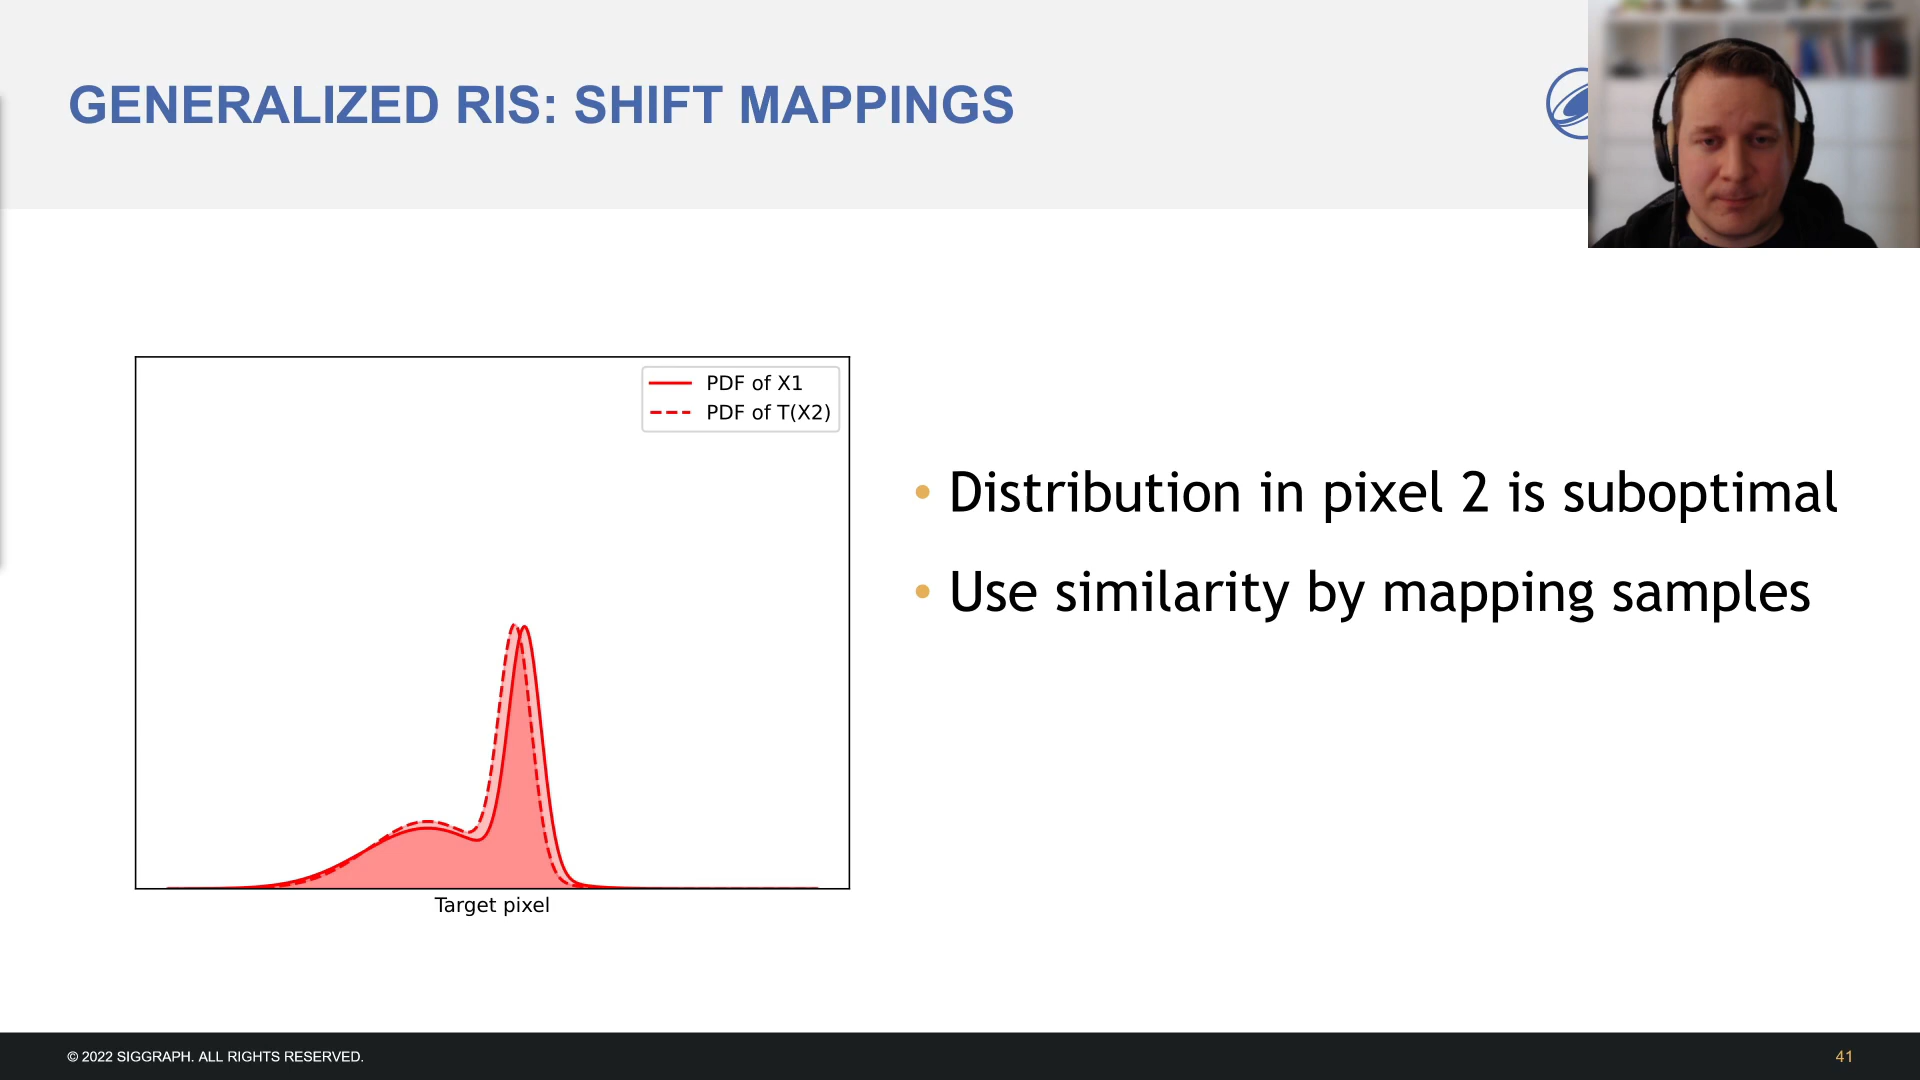 GENERALIZED RIS: SHIFT MAPPINGS
PDF of X1
PDF of T(X2)
• Distribution in pixel 2 is suboptimal
• Use similarity by mapping samples
Target pixel
© 2022 SIGGRAPH. ALL RIGHTS RESERVED.
41